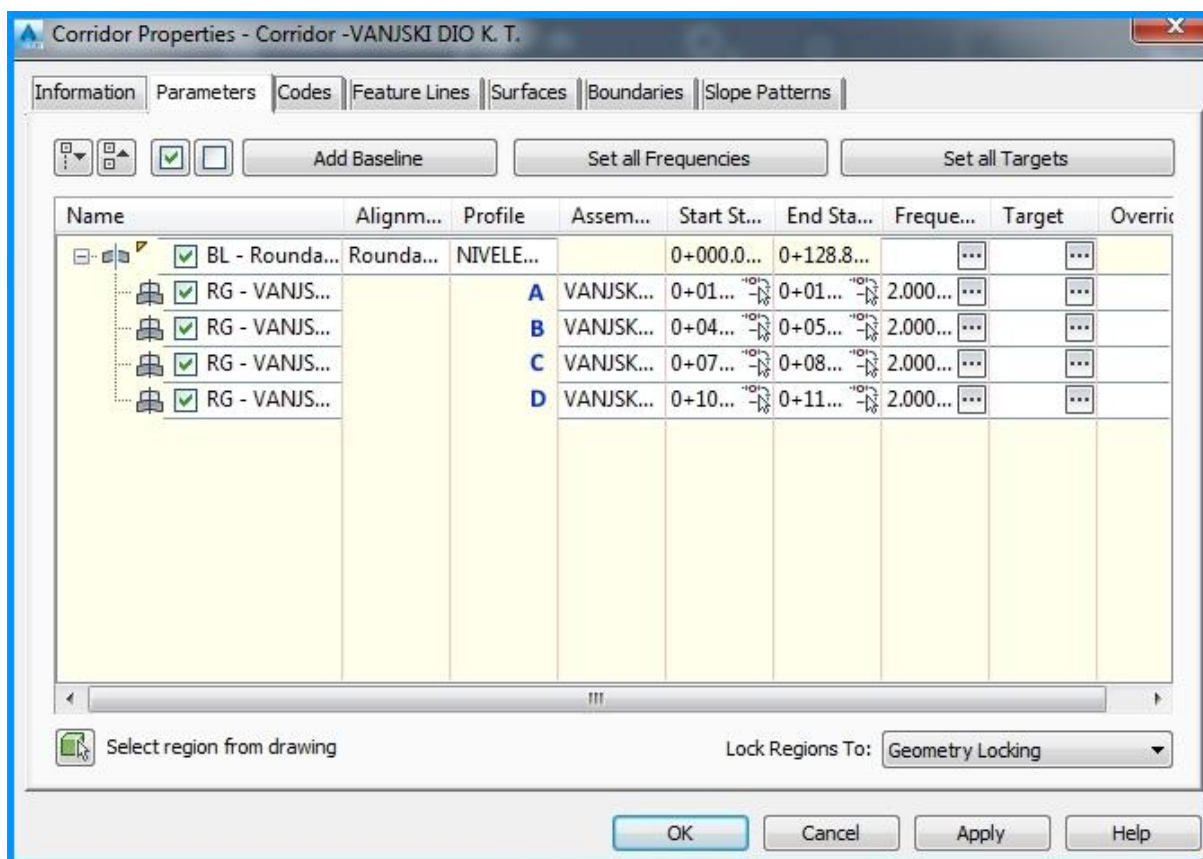 Corridor Properties - Corridor -VANJSKI DIO K. T.
Information Parameters Codes Feature Lines Surfaces Boundaries Slope Patterns
Add Baseline Set all Frequencies Set all Targets
Name Alignm... Profile Assem... Start St... End Sta... Freque... Target Overric
BL - Rounda... Rounda... NIVELE... 0+000.0... 0+128.8... ... ...
RG - VANJS... A VANJSK... 0+01... 0+01... 2.000... ... ...
RG - VANJS... B VANJSK... 0+04... 0+05... 2.000... ... ...
RG - VANJS... C VANJSK... 0+07... 0+08... 2.000... ... ...
RG - VANJS... D VANJSK... 0+10... 0+11... 2.000... ... ...
Select region from drawing Lock Regions To: Geometry Locking
OK Cancel Apply Help